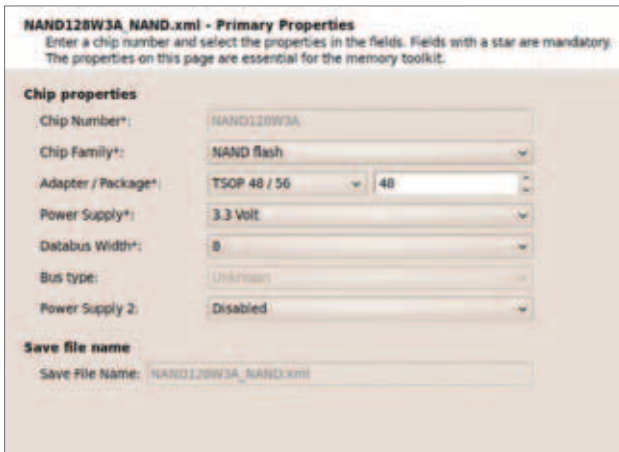 NAND128W3A_NAND.xml - Primary Properties
Enter a chip number and select the properties in the fields. Fields with a star are mandatory.
The properties on this page are essential for the memory toolkit.
Chip properties
Chip Number*: NAND128W3A
Chip Family*: NAND flash
Adapter / Package*: TSOP 48 / 56 48
Power Supply*: 3.3 Volt
Databus Width*: 8
Bus type: Unknown
Power Supply 2: Disabled
Save file name
Save File Name: NAND128W3A_NAND.xml